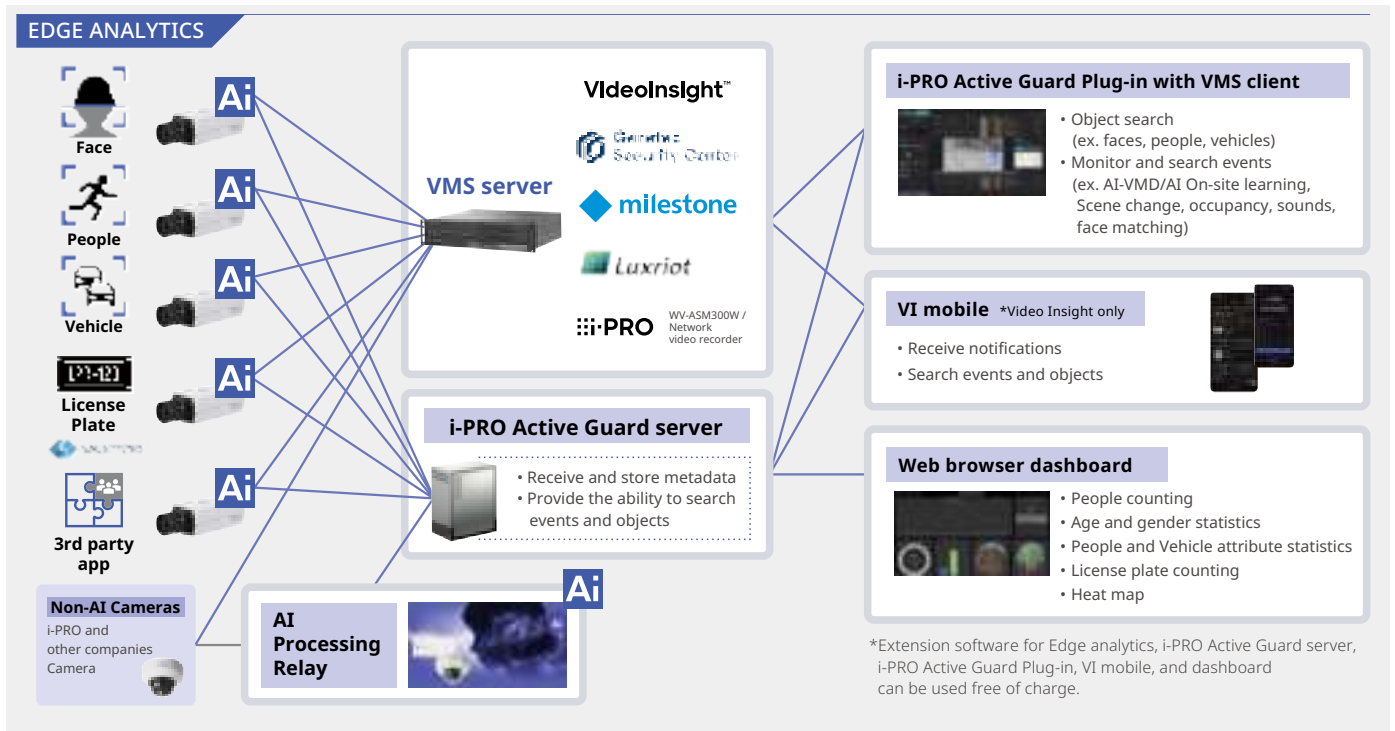 EDGE ANALYTICS
Face
Ai
People
Ai
Vehicle
Ai
License
Plate
Ai
3rd party
app
Ai
Non-AI Cameras
i-PRO and
other companies
Camera
AI
Processing
Relay
Ai
VMS server
VIdeoInsIght™
Genetec
Security Center
milestone
Luxriot
i-PRO
WV-ASM300W /
Network
video recorder
i-PRO Active Guard server
• Receive and store metadata
• Provide the ability to search
events and objects
i-PRO Active Guard Plug-in with VMS client
• Object search
(ex. faces, people, vehicles)
• Monitor and search events
(ex. AI-VMD/AI On-site learning,
Scene change, occupancy, sounds,
face matching)
VI mobile *Video Insight only
• Receive notifications
• Search events and objects
Web browser dashboard
• People counting
• Age and gender statistics
• People and Vehicle attribute statistics
• License plate counting
• Heat map
*Extension software for Edge analytics, i-PRO Active Guard server,
i-PRO Active Guard Plug-in, VI mobile, and dashboard
can be used free of charge.